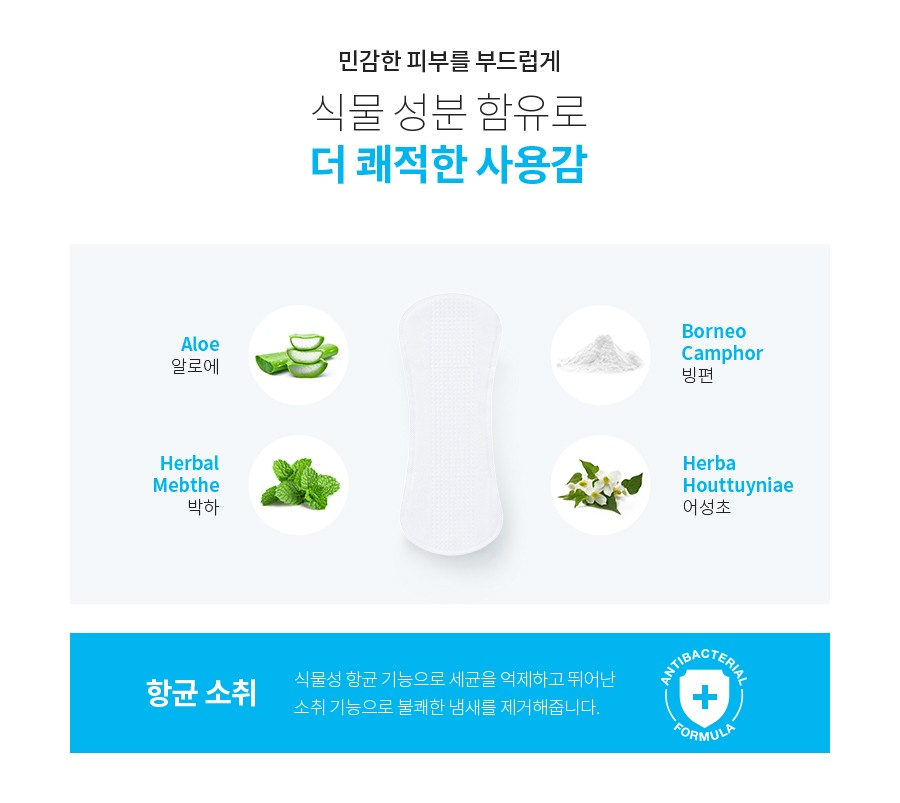 민감한 피부를 부드럽게
식물 성분 함유로
더 쾌적한 사용감
Aloe
알로에
Borneo
Camphor
빙편
Herbal
Mebthe
박하
Herba
Houttuyniae
어성초
항균 소취
식물성 항균 기능으로 세균을 억제하고 뛰어난
소취 기능으로 불쾌한 냄새를 제거해줍니다.
ANTIBACTERIAL
FORMULA